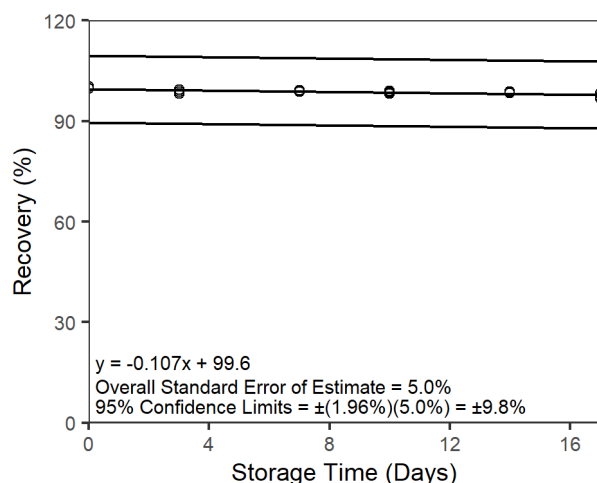 120
90
60
30
0
Recovery (%)
y = -0.107x + 99.6
Overall Standard Error of Estimate = 5.0%
95% Confidence Limits = ±(1.96%)(5.0%) = ±9.8%
0 4 8 12 16
Storage Time (Days)